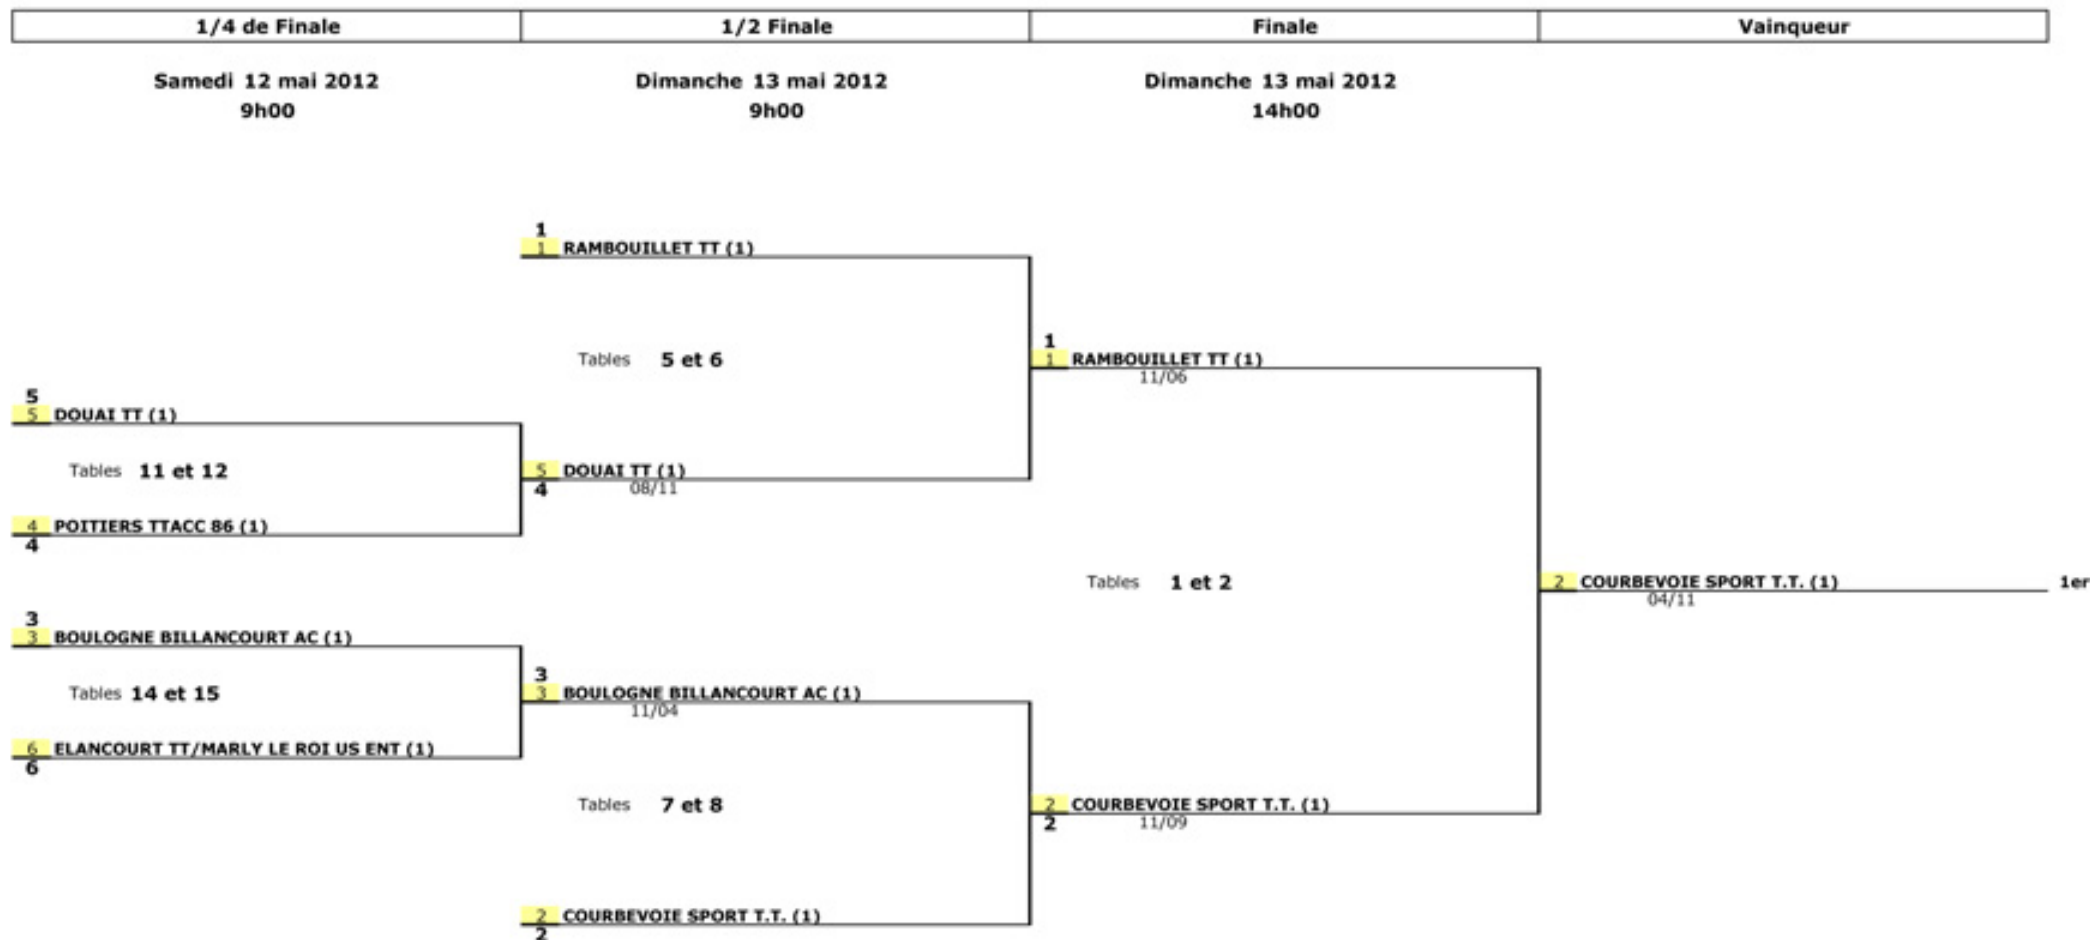 1/4 de Finale 1/2 Finale Finale Vainqueur
Samedi 12 mai 2012 Dimanche 13 mai 2012 Dimanche 13 mai 2012
9h00 9h00 14h00
1
1 RAMBOUILLET TT (1)
1
Tables 5 et 6 1 RAMBOUILLET TT (1)
11/06
5
5 DOUAI TT (1)
Tables 11 et 12 5 DOUAI TT (1)
4 08/11
4 POITIERS TTACC 86 (1)
4
Tables 1 et 2 2 COURBEVOIE SPORT T.T. (1) 1er
04/11
3
3 BOULOGNE BILLANCOURT AC (1)
3
Tables 14 et 15 3 BOULOGNE BILLANCOURT AC (1)
11/04
6 ELANCOURT TT/MARLY LE ROI US ENT (1)
6
Tables 7 et 8 2 COURBEVOIE SPORT T.T. (1)
2 11/09
2 COURBEVOIE SPORT T.T. (1)
2